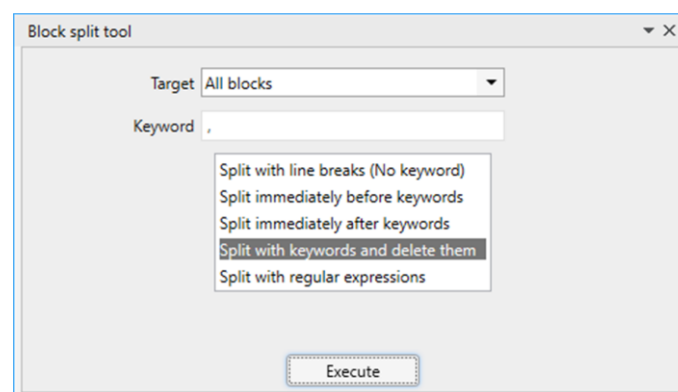 Block split tool
Target All blocks
Keyword ,
Split with line breaks (No keyword)
Split immediately before keywords
Split immediately after keywords
Split with keywords and delete them
Split with regular expressions
Execute